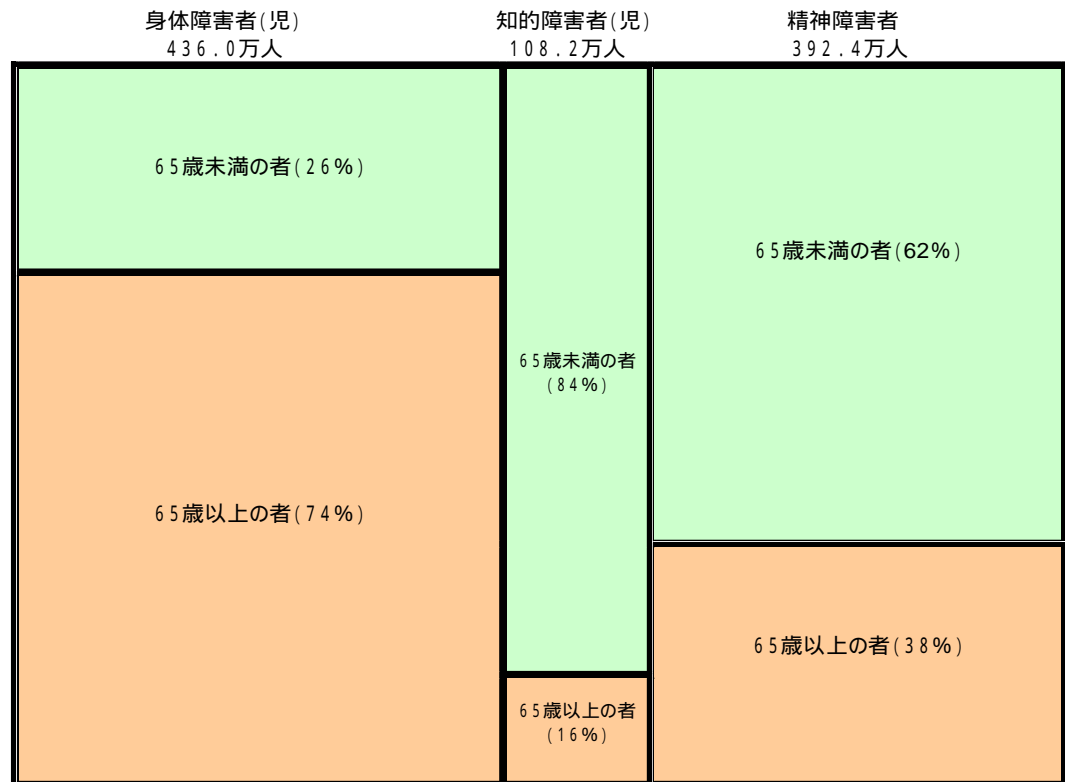 身体障害者(児)
436.0万人
知的障害者(児)
108.2万人
精神障害者
392.4万人
65歳未満の者(26%)
65歳以上の者(74%)
65歳未満の者
(84%)
65歳以上の者
(16%)
65歳未満の者(62%)
65歳以上の者(38%)